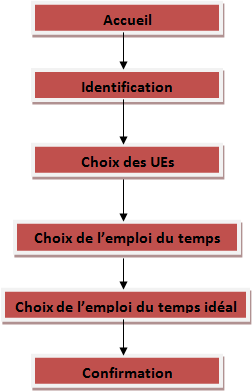 Accueil
Identification
Choix des UEs
Choix de l'emploi du temps
Choix de l'emploi du temps idéal
Confirmation